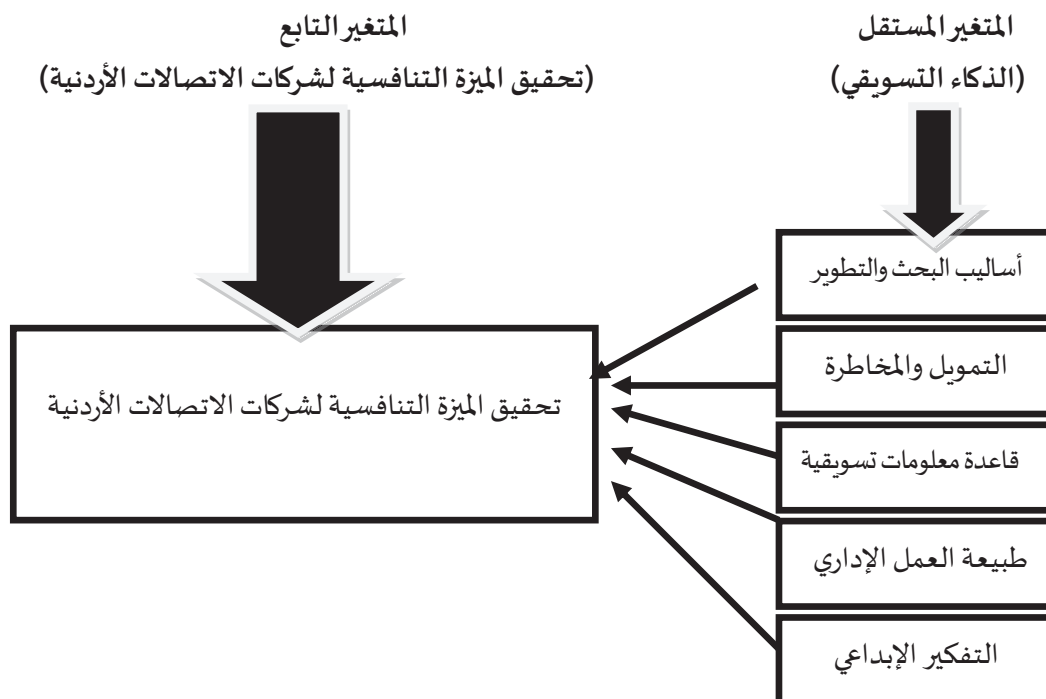 المتغير المستقل
(الذكاء التسويقي)
المتغير التابع
(تحقيق الميزة التنافسية لشركات الاتصالات الأردنية)
أساليب البحث والتطوير
التمويل والمخاطرة
قاعدة معلومات تسويقية
طبيعة العمل الإداري
التفكير الإبداعي
تحقيق الميزة التنافسية لشركات الاتصالات الأردنية